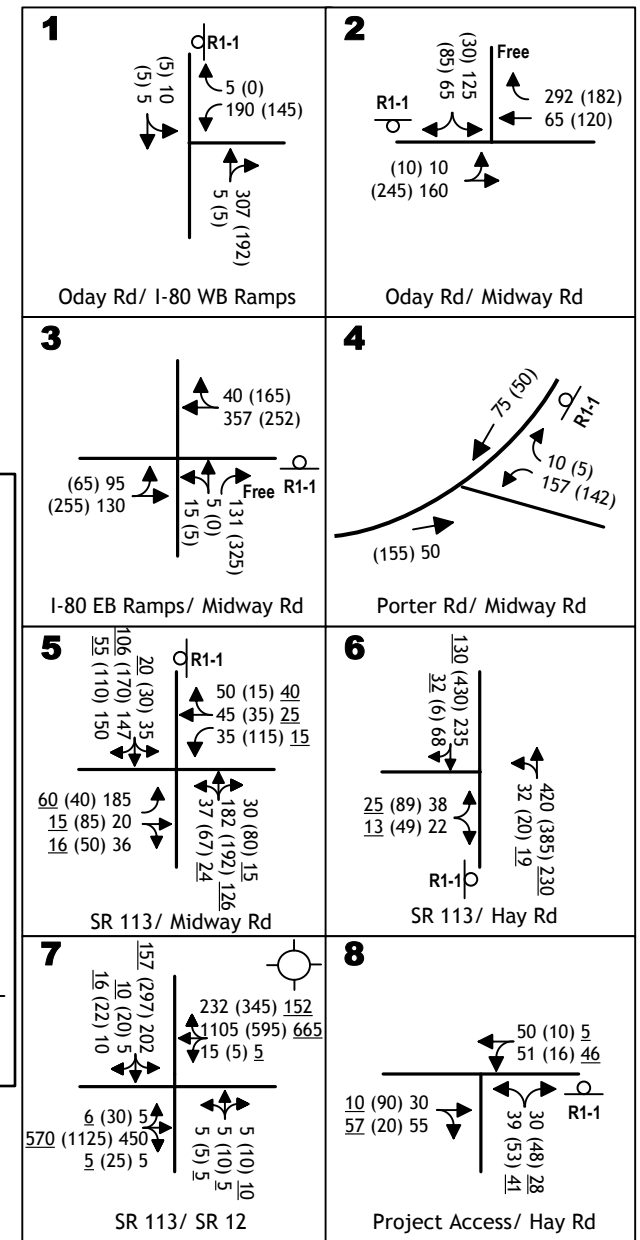 1
R1-1
5 (0)
190 (145)
(5) 10
(5) 5
307 (192)
5 (5)
Oday Rd/ I-80 WB Ramps
2
(30) 125
(85) 65
Free
R1-1
292 (182)
65 (120)
(10) 10
(245) 160
Oday Rd/ Midway Rd
3
40 (165)
357 (252)
(65) 95
(255) 130
131 (325)
5 (0)
15 (5)
Free
R1-1
I-80 EB Ramps/ Midway Rd
4
75 (50)
R1-1
10 (5)
157 (142)
(155) 50
Porter Rd/ Midway Rd
5
20 (30) 35
106 (170) 147
55 (110) 150
R1-1
50 (15) 40
45 (35) 25
35 (115) 15
60 (40) 185
15 (85) 20
16 (50) 36
30 (80) 15
182 (192) 126
37 (67) 24
SR 113/ Midway Rd
6
130 (430) 235
32 (6) 68
25 (89) 38
13 (49) 22
420 (385) 230
32 (20) 19
R1-1
SR 113/ Hay Rd
7
157 (297) 202
10 (20) 5
16 (22) 10
232 (345) 152
1105 (595) 665
15 (5) 5
6 (30) 5
570 (1125) 450
5 (25) 5
5 (10) 10
5 (10) 5
5 (5) 5
SR 113/ SR 12
8
50 (10) 5
51 (16) 46
10 (90) 30
57 (20) 55
30 (48) 28
39 (53) 41
R1-1
Project Access/ Hay Rd